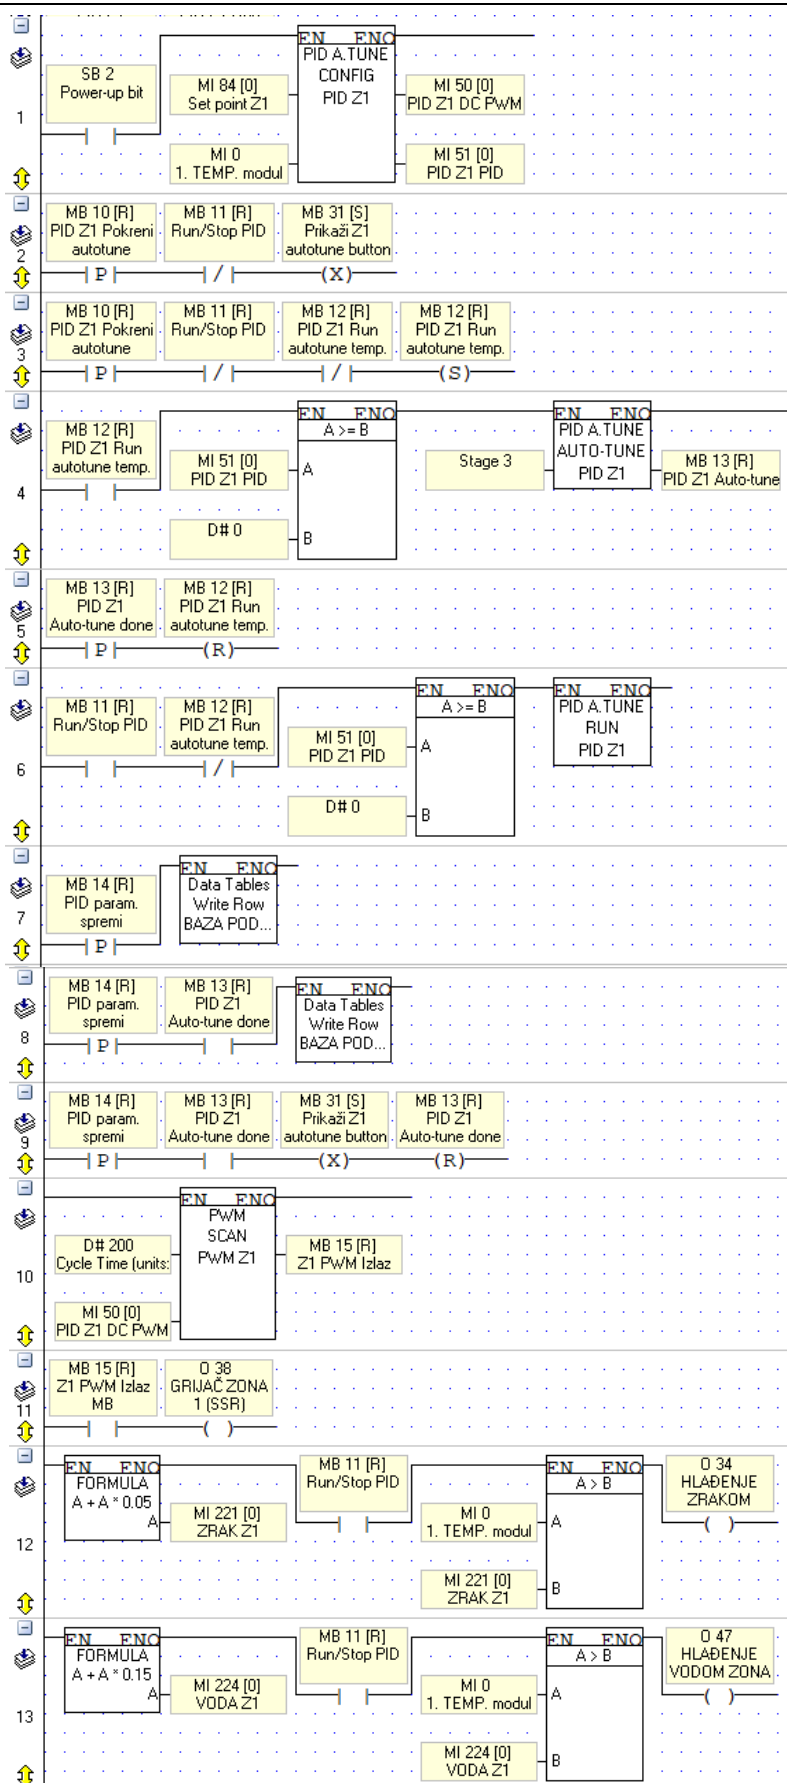 1
SB 2
Power-up bit
EN ENO
PID A.TUNE
CONFIG
PID Z1
MI 84 [0]
Set point Z1
MI 0
1. TEMP. modul
MI 50 [0]
PID Z1 DC PWM
MI 51 [0]
PID Z1 PID
2
MB 10 [R]
PID Z1 Pokreni
autotune
P
MB 11 [R]
Run/Stop PID
/
MB 31 [S]
Prikaži Z1
autotune button
(X)
3
MB 10 [R]
PID Z1 Pokreni
autotune
P
MB 11 [R]
Run/Stop PID
/
MB 12 [R]
PID Z1 Run
autotune temp.
/
MB 12 [R]
PID Z1 Run
autotune temp.
(S)
4
MB 12 [R]
PID Z1 Run
autotune temp.
EN ENO
A >= B
MI 51 [0]
PID Z1 PID
A
D# 0
B
Stage 3
EN ENO
PID A.TUNE
AUTO-TUNE
PID Z1
MB 13 [R]
PID Z1 Auto-tune
5
MB 13 [R]
PID Z1
Auto-tune done
P
MB 12 [R]
PID Z1 Run
autotune temp.
(R)
6
MB 11 [R]
Run/Stop PID
MB 12 [R]
PID Z1 Run
autotune temp.
/
MI 51 [0]
PID Z1 PID
D# 0
EN ENO
A >= B
A
B
EN ENO
PID A.TUNE
RUN
PID Z1
7
MB 14 [R]
PID param.
spremi
P
EN ENO
Data Tables
Write Row
BAZA POD...
8
MB 14 [R]
PID param.
spremi
P
MB 13 [R]
PID Z1
Auto-tune done
EN ENO
Data Tables
Write Row
BAZA POD...
9
MB 14 [R]
PID param.
spremi
P
MB 13 [R]
PID Z1
Auto-tune done
MB 31 [S]
Prikaži Z1
autotune button
(X)
MB 13 [R]
PID Z1
Auto-tune done
(R)
10
D# 200
Cycle Time (units:
MI 50 [0]
PID Z1 DC PWM
EN ENO
PWM
SCAN
PWM Z1
MB 15 [R]
Z1 PWM Izlaz
11
MB 15 [R]
Z1 PWM Izlaz
MB
O 38
GRIJAČ ZONA
1 (SSR)
( )
12
EN ENO
FORMULA
A + A * 0.05
A
MI 221 [0]
ZRAK Z1
MB 11 [R]
Run/Stop PID
MI 0
1. TEMP. modul
MI 221 [0]
ZRAK Z1
EN ENO
A > B
A
B
O 34
HLAĐENJE
ZRAKOM
( )
13
EN ENO
FORMULA
A + A * 0.15
A
MI 224 [0]
VODA Z1
MB 11 [R]
Run/Stop PID
MI 0
1. TEMP. modul
MI 224 [0]
VODA Z1
EN ENO
A > B
A
B
O 47
HLAĐENJE
VODOM ZONA
( )